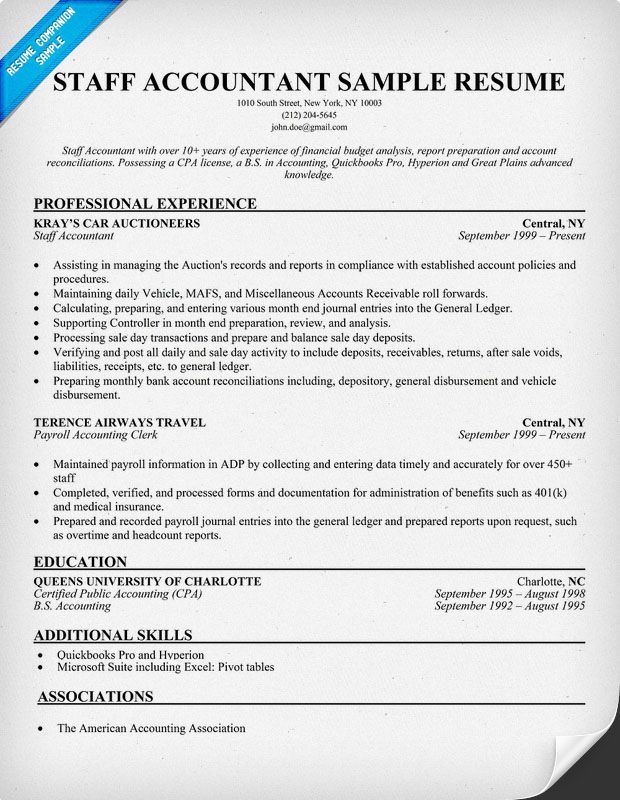 RESUME COMPANION
SAMPLE
STAFF ACCOUNTANT SAMPLE RESUME
1010 South Street, New York, NY 10003
(212) 204-5645
john.doe@gmail.com
Staff Accountant with over 10+ years of experience of financial budget analysis, report preparation and account
reconciliations. Possessing a CPA license, a B.S. in Accounting, Quickbooks Pro, Hyperion and Great Plains advanced
knowledge.
PROFESSIONAL EXPERIENCE
KRAY'S CAR AUCTIONEERS Central, NY
Staff Accountant September 1999 – Present
• Assisting in managing the Auction's records and reports in compliance with established account policies and
procedures.
• Maintaining daily Vehicle, MAFS, and Miscellaneous Accounts Receivable roll forwards.
• Calculating, preparing, and entering various month end journal entries into the General Ledger.
• Supporting Controller in month end preparation, review, and analysis.
• Processing sale day transactions and prepare and balance sale day deposits.
• Verifying and post all daily and sale day activity to include deposits, receivables, returns, after sale voids,
liabilities, receipts, etc. to general ledger.
• Preparing monthly bank account reconciliations including, depository, general disbursement and vehicle
disbursement.
TERENCE AIRWAYS TRAVEL Central, NY
Payroll Accounting Clerk September 1999 – Present
• Maintained payroll information in ADP by collecting and entering data timely and accurately for over 450+
staff
• Completed, verified, and processed forms and documentation for administration of benefits such as 401(k)
and medical insurance.
• Prepared and recorded payroll journal entries into the general ledger and prepared reports upon request, such
as overtime and headcount reports.
EDUCATION
QUEENS UNIVERSITY OF CHARLOTTE Charlotte, NC
Certified Public Accounting (CPA) September 1995 – August 1998
B.S. Accounting September 1992 – August 1995
ADDITIONAL SKILLS
• Quickbooks Pro and Hyperion
• Microsoft Suite including Excel: Pivot tables
ASSOCIATIONS
• The American Accounting Association